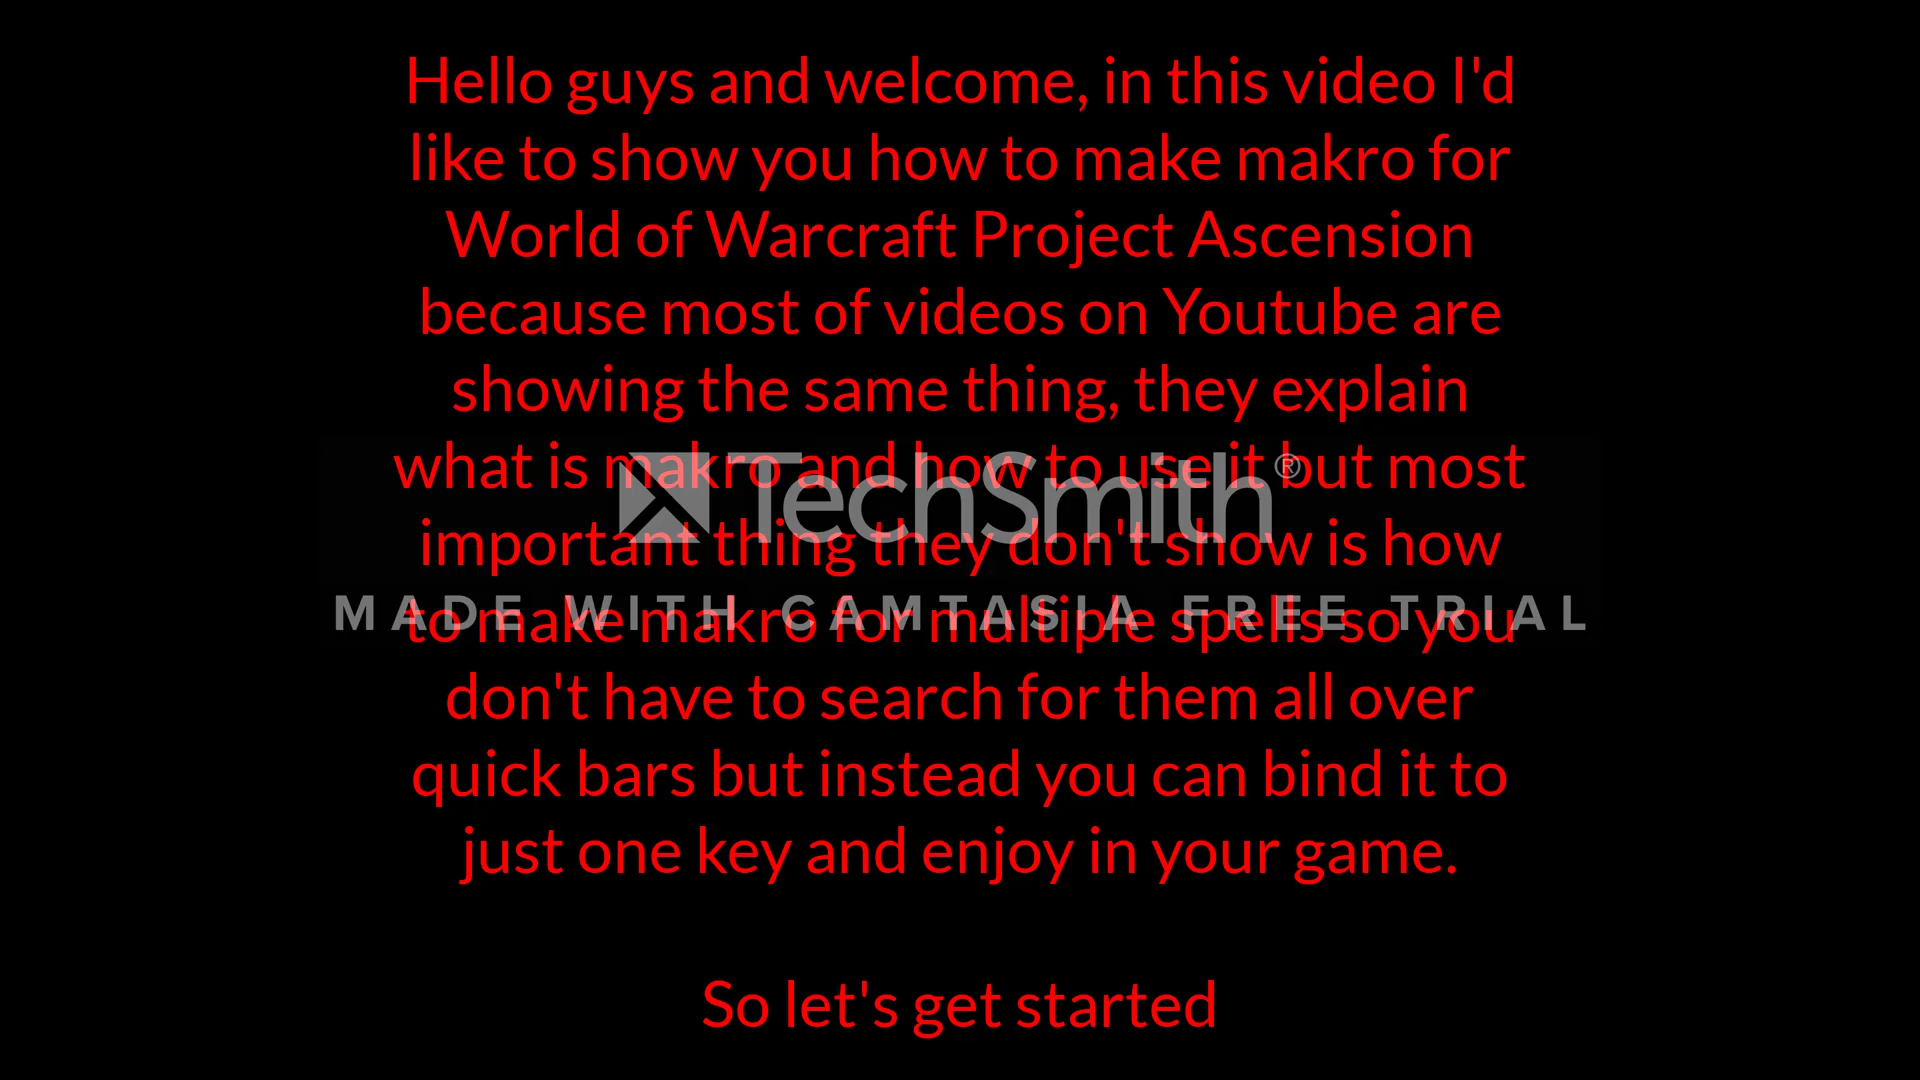 Hello guys and welcome, in this video I'd
like to show you how to make makro for
World of Warcraft Project Ascension
because most of videos on Youtube are
showing the same thing, they explain
what is makro and how to use it but most
TechSmith®
important thing they don't show is how
to make makro for multiple spells so you
MADE WITH CAMTASIA FREE TRIAL
don't have to search for them all over
quick bars but instead you can bind it to
just one key and enjoy in your game.
So let's get started